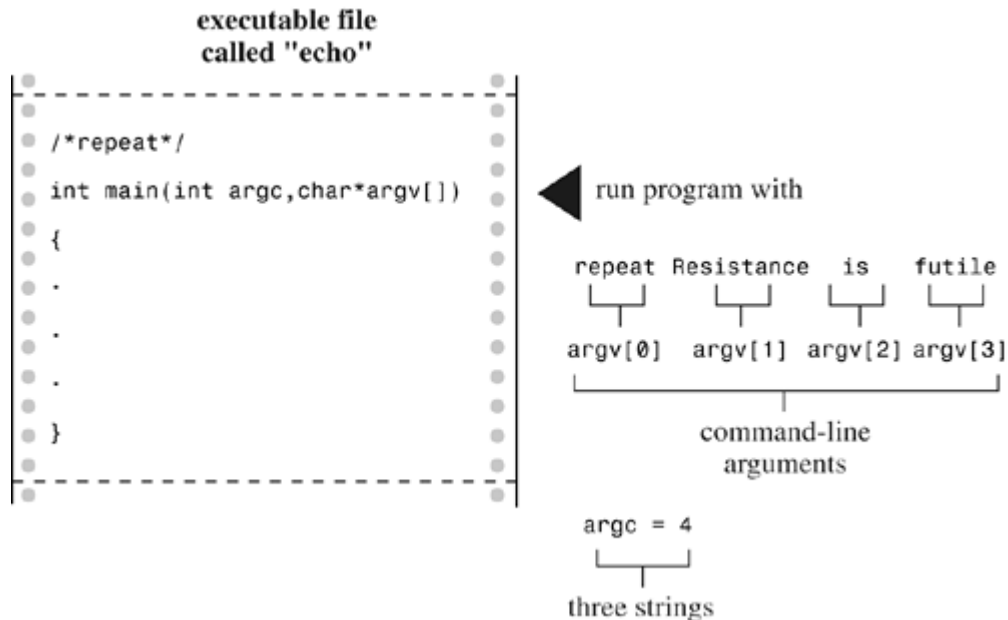 executable file
called "echo"
/*repeat*/
int main(int argc,char*argv[])
{
.
.
.
}
run program with
repeat Resistance is futile
argv[0] argv[1] argv[2] argv[3]
command-line
arguments
argc = 4
three strings